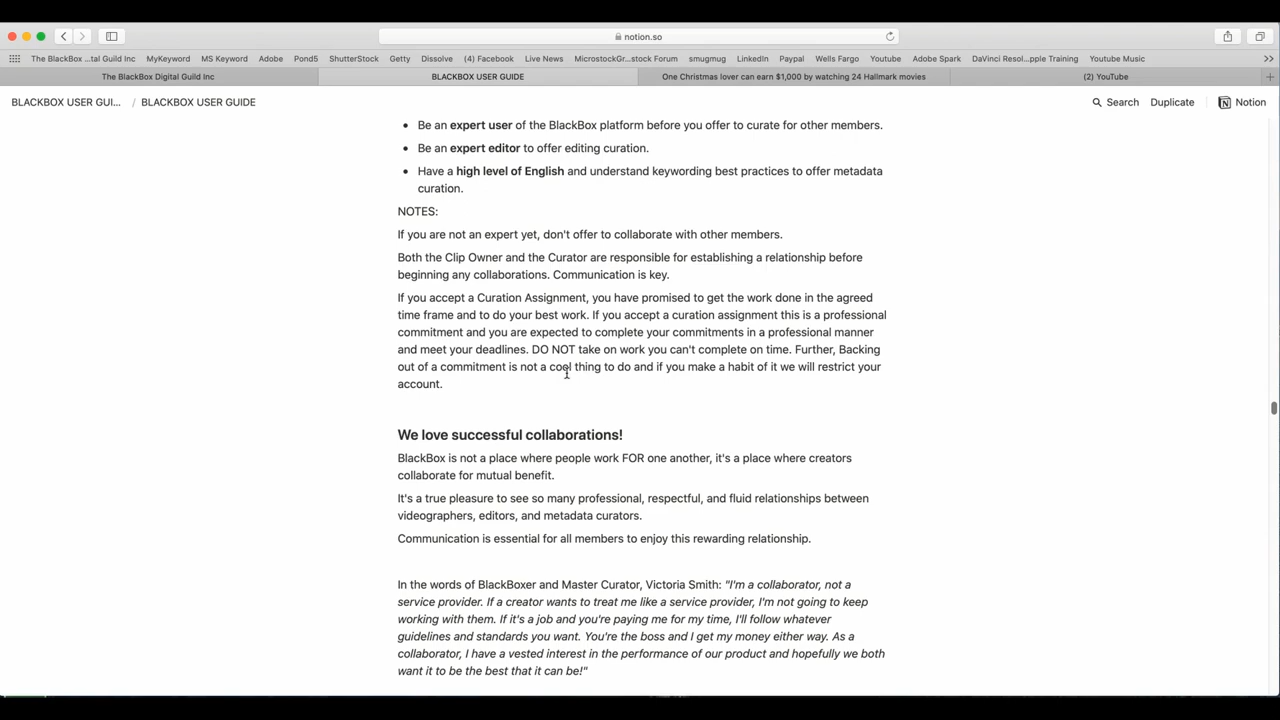 notion.so
The BlackBox ...tal Guild Inc MyKeyword MS Keyword Adobe Pond5 ShutterStock Getty Dissolve (4) Facebook Live News MicrostockGr...stock Forum smugmug LinkedIn Paypal Wells Fargo Youtube Adobe Spark DaVinci Resol...pple Training Youtube Music
The BlackBox Digital Guild Inc BLACKBOX USER GUIDE One Christmas lover can earn $1,000 by watching 24 Hallmark movies (2) YouTube
BLACKBOX USER GUI... / BLACKBOX USER GUIDE Search Duplicate Notion
• Be an expert user of the BlackBox platform before you offer to curate for other members.
• Be an expert editor to offer editing curation.
• Have a high level of English and understand keywording best practices to offer metadata
curation.
NOTES:
If you are not an expert yet, don't offer to collaborate with other members.
Both the Clip Owner and the Curator are responsible for establishing a relationship before
beginning any collaborations. Communication is key.
If you accept a Curation Assignment, you have promised to get the work done in the agreed
time frame and to do your best work. If you accept a curation assignment this is a professional
commitment and you are expected to complete your commitments in a professional manner
and meet your deadlines. DO NOT take on work you can't complete on time. Further, Backing
out of a commitment is not a cool thing to do and if you make a habit of it we will restrict your
account.
We love successful collaborations!
BlackBox is not a place where people work FOR one another, it's a place where creators
collaborate for mutual benefit.
It's a true pleasure to see so many professional, respectful, and fluid relationships between
videographers, editors, and metadata curators.
Communication is essential for all members to enjoy this rewarding relationship.
In the words of BlackBoxer and Master Curator, Victoria Smith: "I'm a collaborator, not a
service provider. If a creator wants to treat me like a service provider, I'm not going to keep
working with them. If it's a job and you're paying me for my time, I'll follow whatever
guidelines and standards you want. You're the boss and I get my money either way. As a
collaborator, I have a vested interest in the performance of our product and hopefully we both
want it to be the best that it can be!"